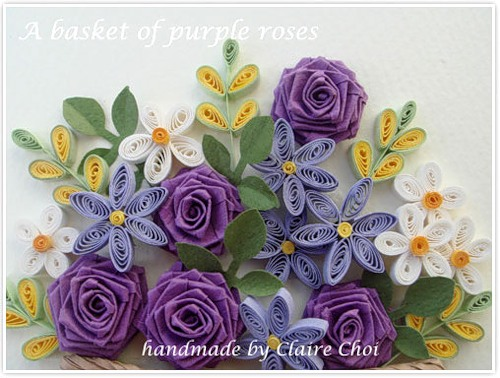 A basket of purple roses
handmade by Claire Choi